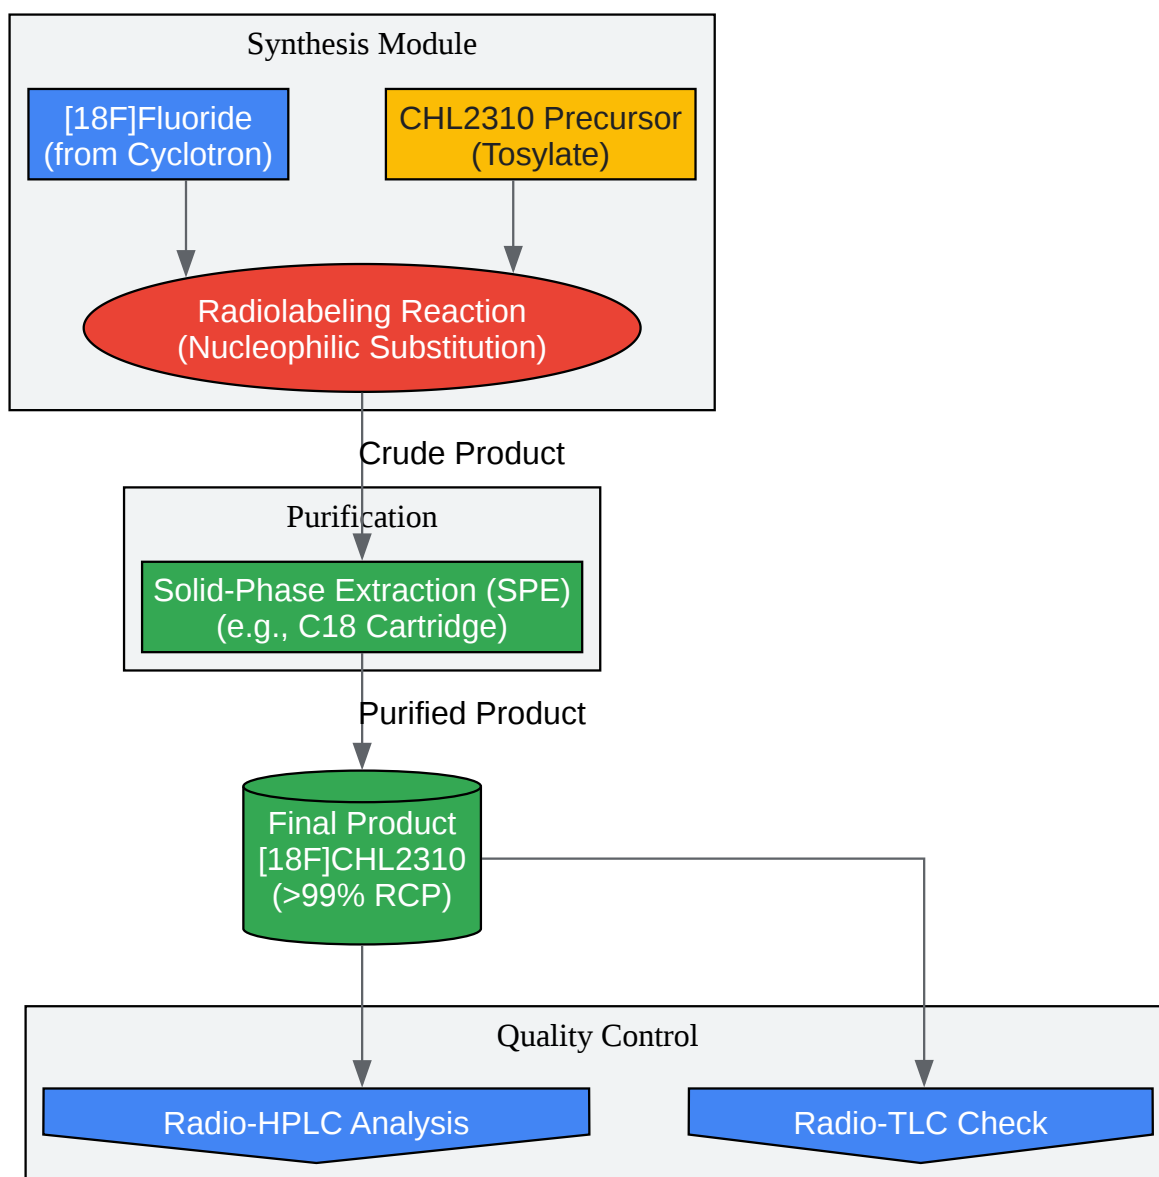 Synthesis Module
[18F]Fluoride
(from Cyclotron)
CHL2310 Precursor
(Tosylate)
Radiolabeling Reaction
(Nucleophilic Substitution)
Crude Product
Purification
Solid-Phase Extraction (SPE)
(e.g., C18 Cartridge)
Purified Product
Final Product
[18F]CHL2310
(>99% RCP)
Quality Control
Radio-HPLC Analysis
Radio-TLC Check